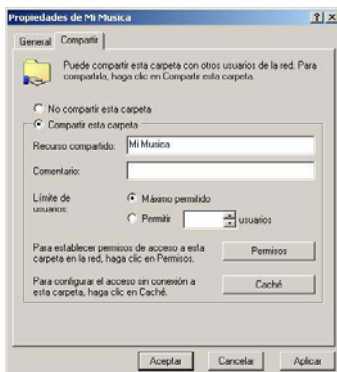 Propiedades de Mi Musica
General Compartir
Puede compartir esta carpeta con otros usuarios de la red. Para
compartirla, haga clic en Compartir esta carpeta.
No compartir esta carpeta
Compartir esta carpeta
Recurso compartido: Mi Musica
Comentario:
Límite de
usuarios:
Máximo permitido
Permitir usuarios
Para establecer permisos de acceso a esta
carpeta en la red, haga clic en Permisos.
Permisos
Para configurar el acceso sin conexión a
esta carpeta, haga clic en Caché.
Caché
Aceptar Cancelar Aplicar